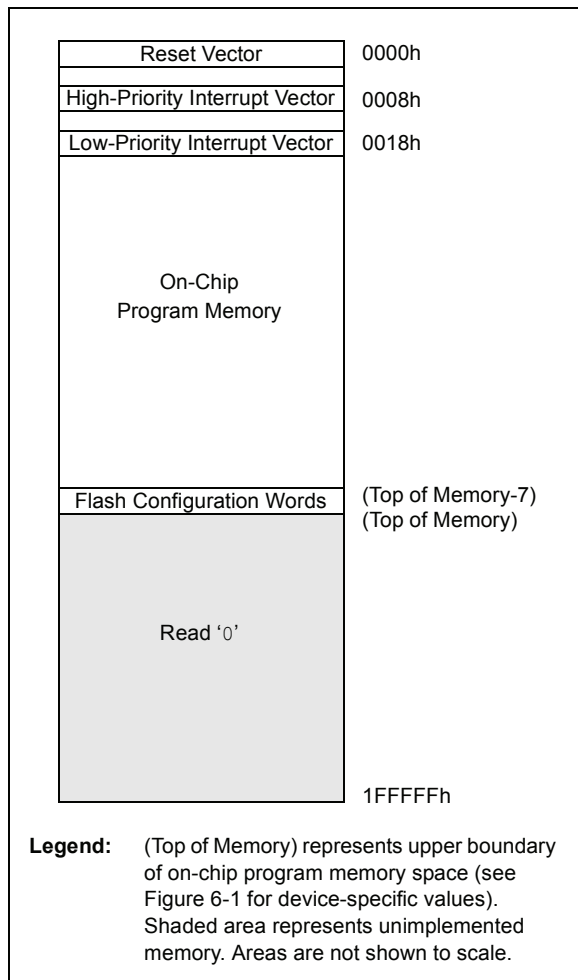 Reset Vector 0000h
High-Priority Interrupt Vector 0008h
Low-Priority Interrupt Vector 0018h
On-Chip
Program Memory
Flash Configuration Words (Top of Memory-7)
(Top of Memory)
Read ‘0’
1FFFFFh
Legend: (Top of Memory) represents upper boundary
of on-chip program memory space (see
Figure 6-1 for device-specific values).
Shaded area represents unimplemented
memory. Areas are not shown to scale.